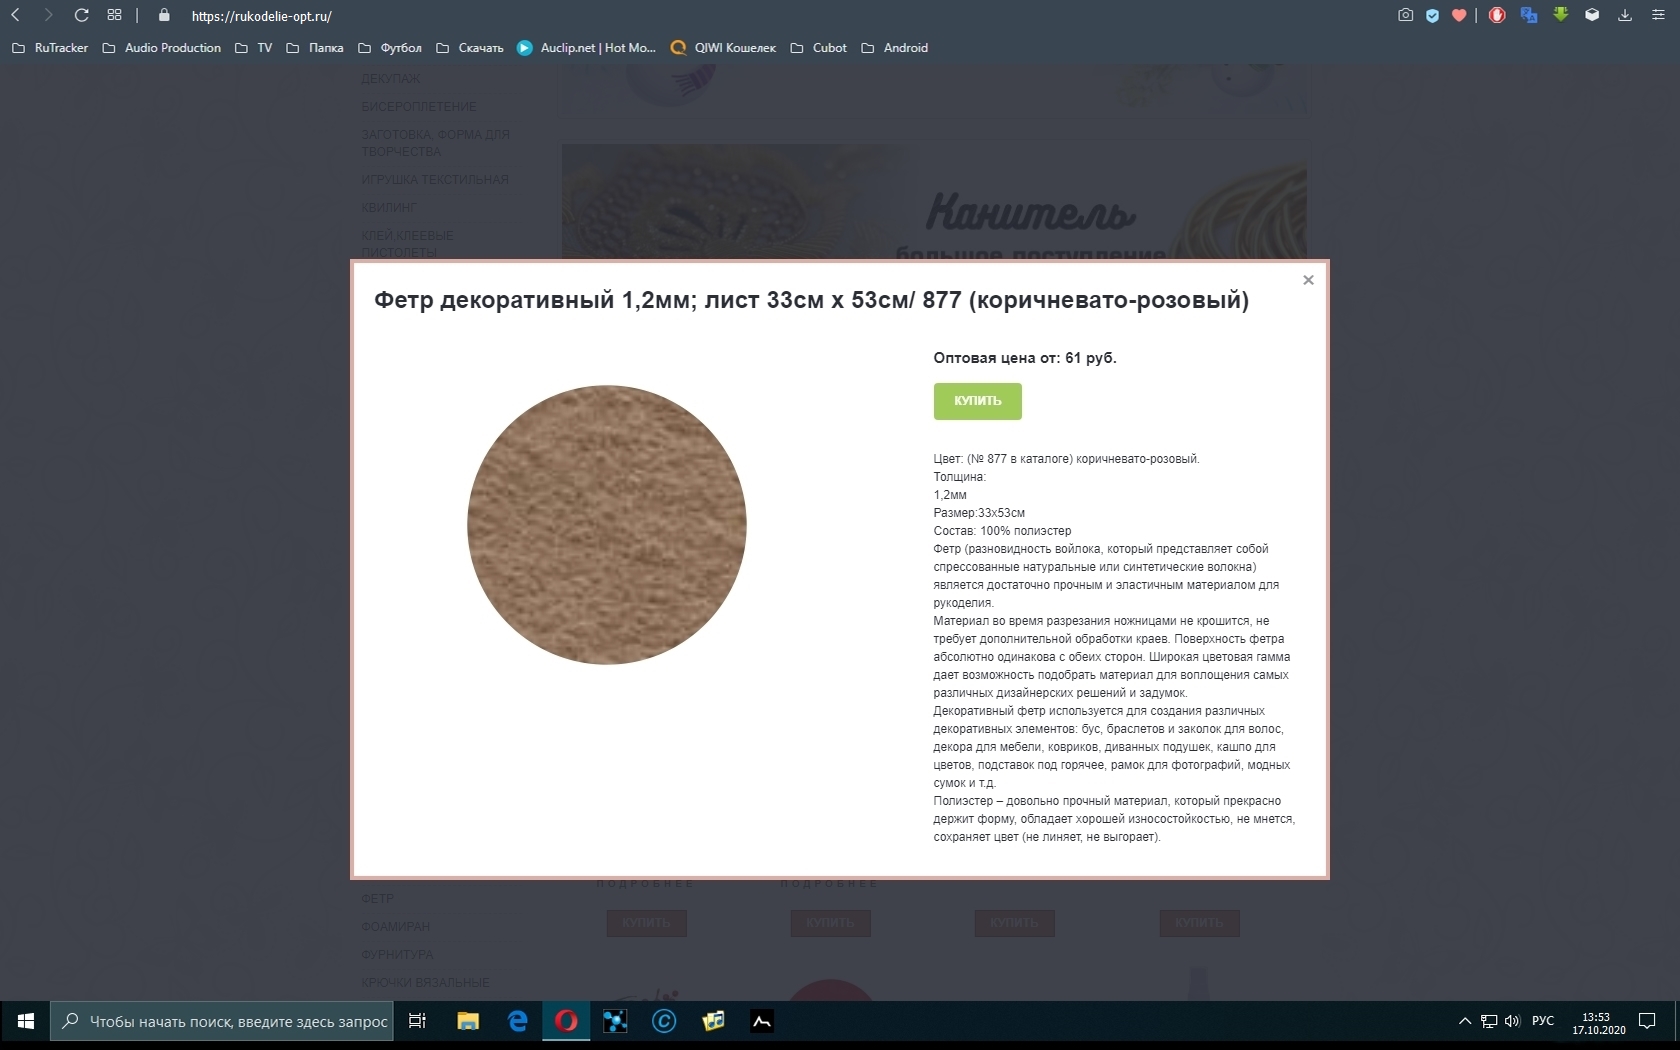 https://rukodelie-opt.ru/
RuTracker Audio Production TV Папка Футбол Скачать Auclip.net | Hot Mo... QIWI Кошелек Cubot Android
ДЕКУПАЖ
БИСЕРОПЛЕТЕНИЕ
ЗАГОТОВКА, ФОРМА ДЛЯ
ТВОРЧЕСТВА
ИГРУШКА ТЕКСТИЛЬНАЯ
КВИЛИНГ
КЛЕЙ,КЛЕЕВЫЕ
ПИСТОЛЕТЫ
Канитель
большое поступление
×
Фетр декоративный 1,2мм; лист 33см х 53см/ 877 (коричневато-розовый)
Оптовая цена от: 61 руб.
КУПИТЬ
Цвет: (№ 877 в каталоге) коричневато-розовый.
Толщина:
1,2мм
Размер:33х53см
Состав: 100% полиэстер
Фетр (разновидность войлока, который представляет собой
спрессованные натуральные или синтетические волокна)
является достаточно прочным и эластичным материалом для
рукоделия.
Материал во время разрезания ножницами не крошится, не
требует дополнительной обработки краев. Поверхность фетра
абсолютно одинакова с обеих сторон. Широкая цветовая гамма
дает возможность подобрать материал для воплощения самых
различных дизайнерских решений и задумок.
Декоративный фетр используется для создания различных
декоративных элементов: бус, браслетов и заколок для волос,
декора для мебели, ковриков, диванных подушек, кашпо для
цветов, подставок под горячее, рамок для фотографий, модных
сумок и т.д.
Полиэстер – довольно прочный материал, который прекрасно
держит форму, обладает хорошей износостойкостью, не мнется,
сохраняет цвет (не линяет, не выгорает).
ПОДРОБНЕЕ ПОДРОБНЕЕ
ФЕТР
КУПИТЬ КУПИТЬ КУПИТЬ КУПИТЬ
ФОАМИРАН
ФУРНИТУРА
КРЮЧКИ ВЯЗАЛЬНЫЕ
Чтобы начать поиск, введите здесь запрос
РУС
13:53
17.10.2020